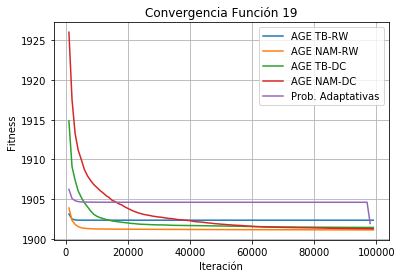 Convergencia Función 19
AGE TB-RW
AGE NAM-RW
AGE TB-DC
AGE NAM-DC
Prob. Adaptativas
Fitness
1925
1920
1915
1910
1905
1900
0
20000
40000
60000
80000
100000
Iteración